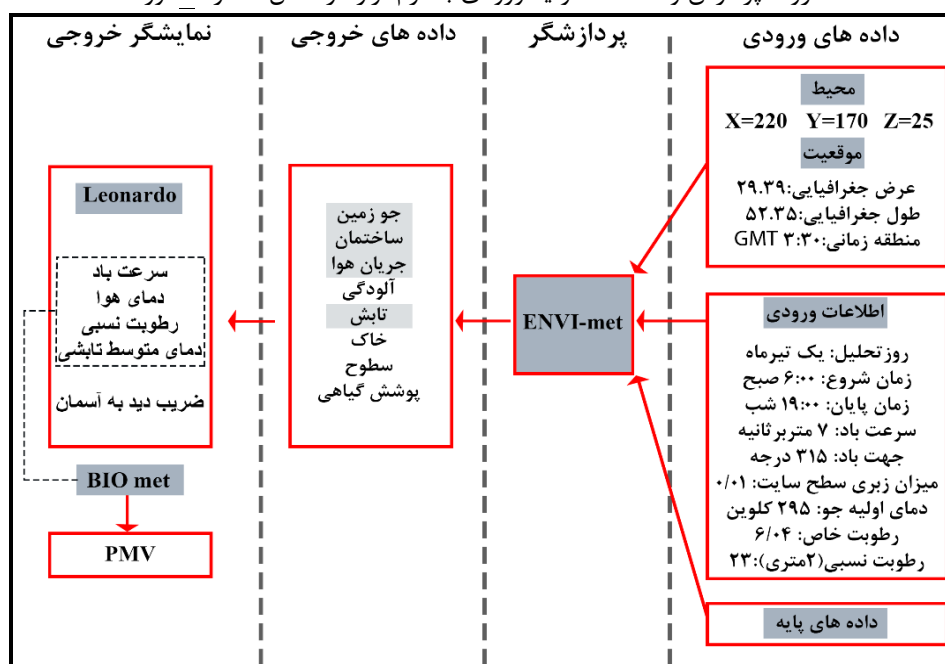 داده های ورودی
محیط
X=220 Y=170 Z=25
موقعیت
عرض جغرافیایی:۲۹.۳۹
طول جغرافیایی:۵۲.۳۵
منطقه زمانی:۳:۳۰ GMT
اطلاعات ورودی
روزتحلیل: یک تیرماه
زمان شروع: ۶:۰۰ صبح
زمان پایان: ۱۹:۰۰ شب
سرعت باد: ۷ متربرثانیه
جهت باد: ۳۱۵ درجه
میزان زبری سطح سایت: ۰/۰۱
دمای اولیه جو: ۲۹۵ کلوین
رطوبت خاص: ۶/۰۴
رطوبت نسبی(۲متری):۲۳
داده های پایه
پردازشگر
ENVI-met
داده های خروجی
جو زمین
ساختمان
جریان هوا
آلودگی
تابش
خاک
سطوح
پوشش گیاهی
نمایشگر خروجی
Leonardo
سرعت باد
دمای هوا
رطوبت نسبی
دمای متوسط تابشی
ضریب دید به آسمان
BIO met
PMV